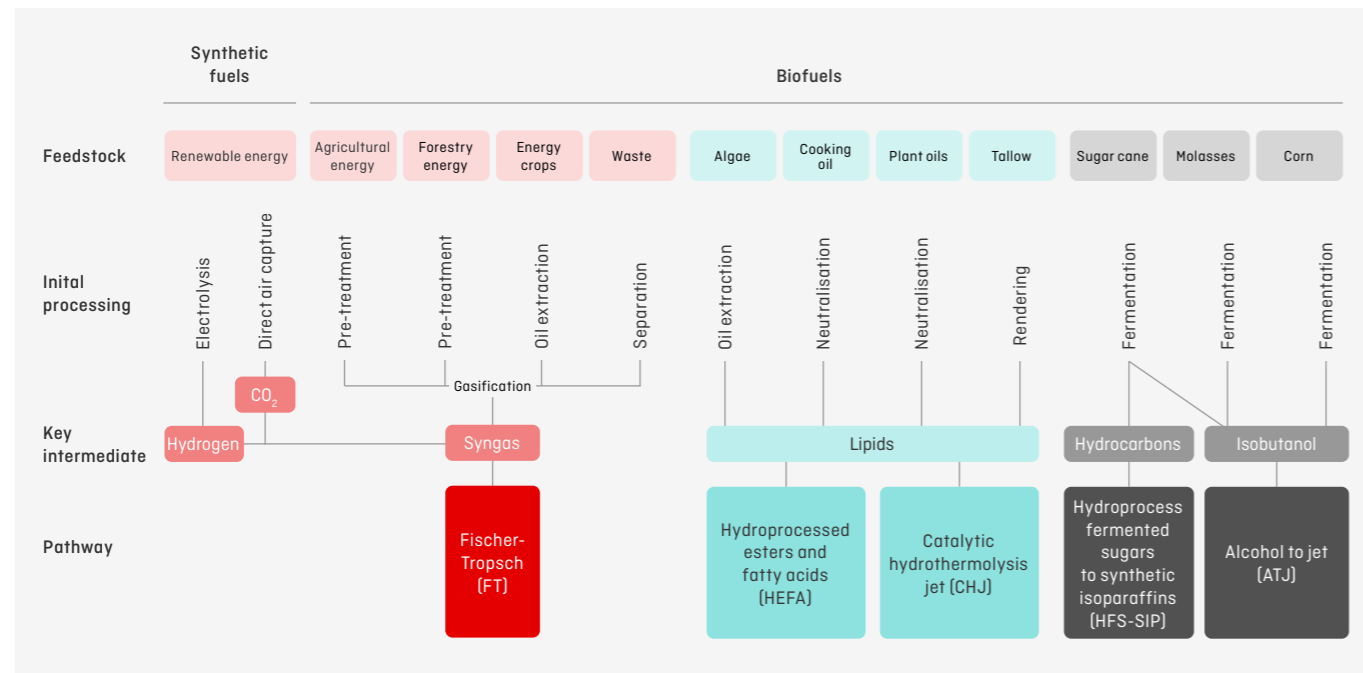 Synthetic
fuels
Biofuels
Feedstock
Renewable energy
Agricultural
energy
Forestry
energy
Energy
crops
Waste
Algae
Cooking
oil
Plant oils
Tallow
Sugar cane
Molasses
Corn
Inital
processing
Electrolysis
Direct air capture
Pre-treatment
Pre-treatment
Oil extraction
Separation
Oil extraction
Neutralisation
Neutralisation
Rendering
Fermentation
Fermentation
Fermentation
Gasification
CO₂
Key
intermediate
Hydrogen
Syngas
Lipids
Hydrocarbons
Isobutanol
Pathway
Fischer-
Tropsch
(FT)
Hydroprocessed
esters and
fatty acids
(HEFA)
Catalytic
hydrothermolysis
jet (CHJ)
Hydroprocess
fermented
sugars
to synthetic
isoparaffins
(HFS-SIP)
Alcohol to jet
(ATJ)